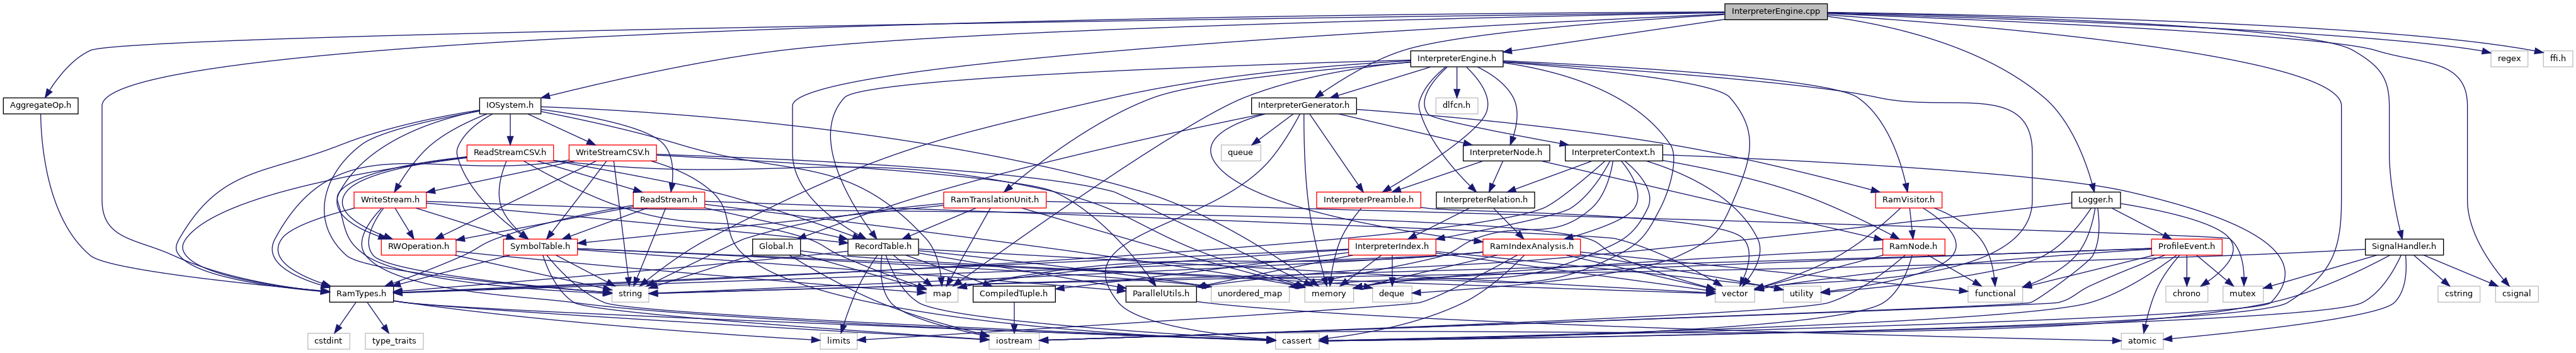 InterpreterEngine.cpp
InterpreterEngine.h
regex
ffi.h
AggregateOp.h
IOSystem.h
InterpreterGenerator.h
dlfcn.h
ReadStreamCSV.h
WriteStreamCSV.h
queue
InterpreterNode.h
InterpreterContext.h
WriteStream.h
ReadStream.h
RamTranslationUnit.h
InterpreterPreamble.h
InterpreterRelation.h
RamVisitor.h
Logger.h
RWOperation.h
SymbolTable.h
Global.h
RecordTable.h
InterpreterIndex.h
RamIndexAnalysis.h
RamNode.h
ProfileEvent.h
SignalHandler.h
RamTypes.h
string
map
CompiledTuple.h
ParallelUtils.h
unordered_map
memory
deque
vector
utility
functional
chrono
mutex
cstring
csignal
cstdint
type_traits
limits
iostream
cassert
atomic